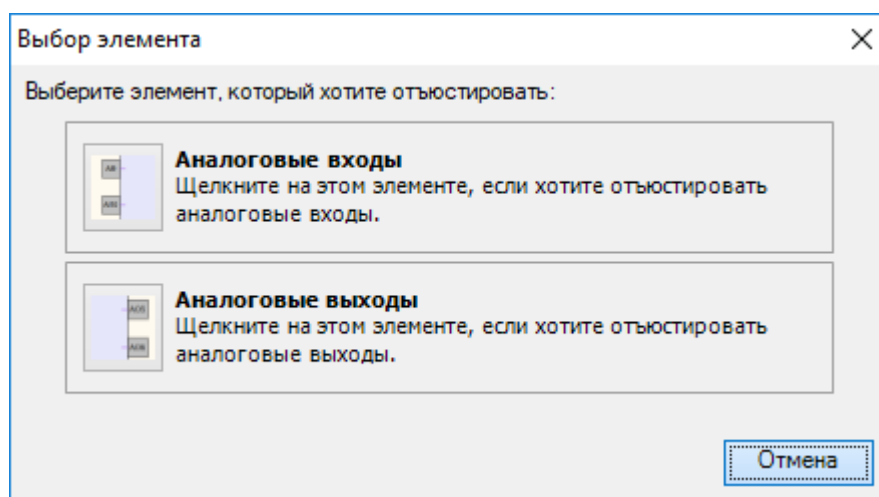 Выбор элемента
Выберите элемент, который хотите отъюстировать:
Аналоговые входы
Щелкните на этом элементе, если хотите отъюстировать
аналоговые входы.
Аналоговые выходы
Щелкните на этом элементе, если хотите отъюстировать
аналоговые выходы.
Отмена